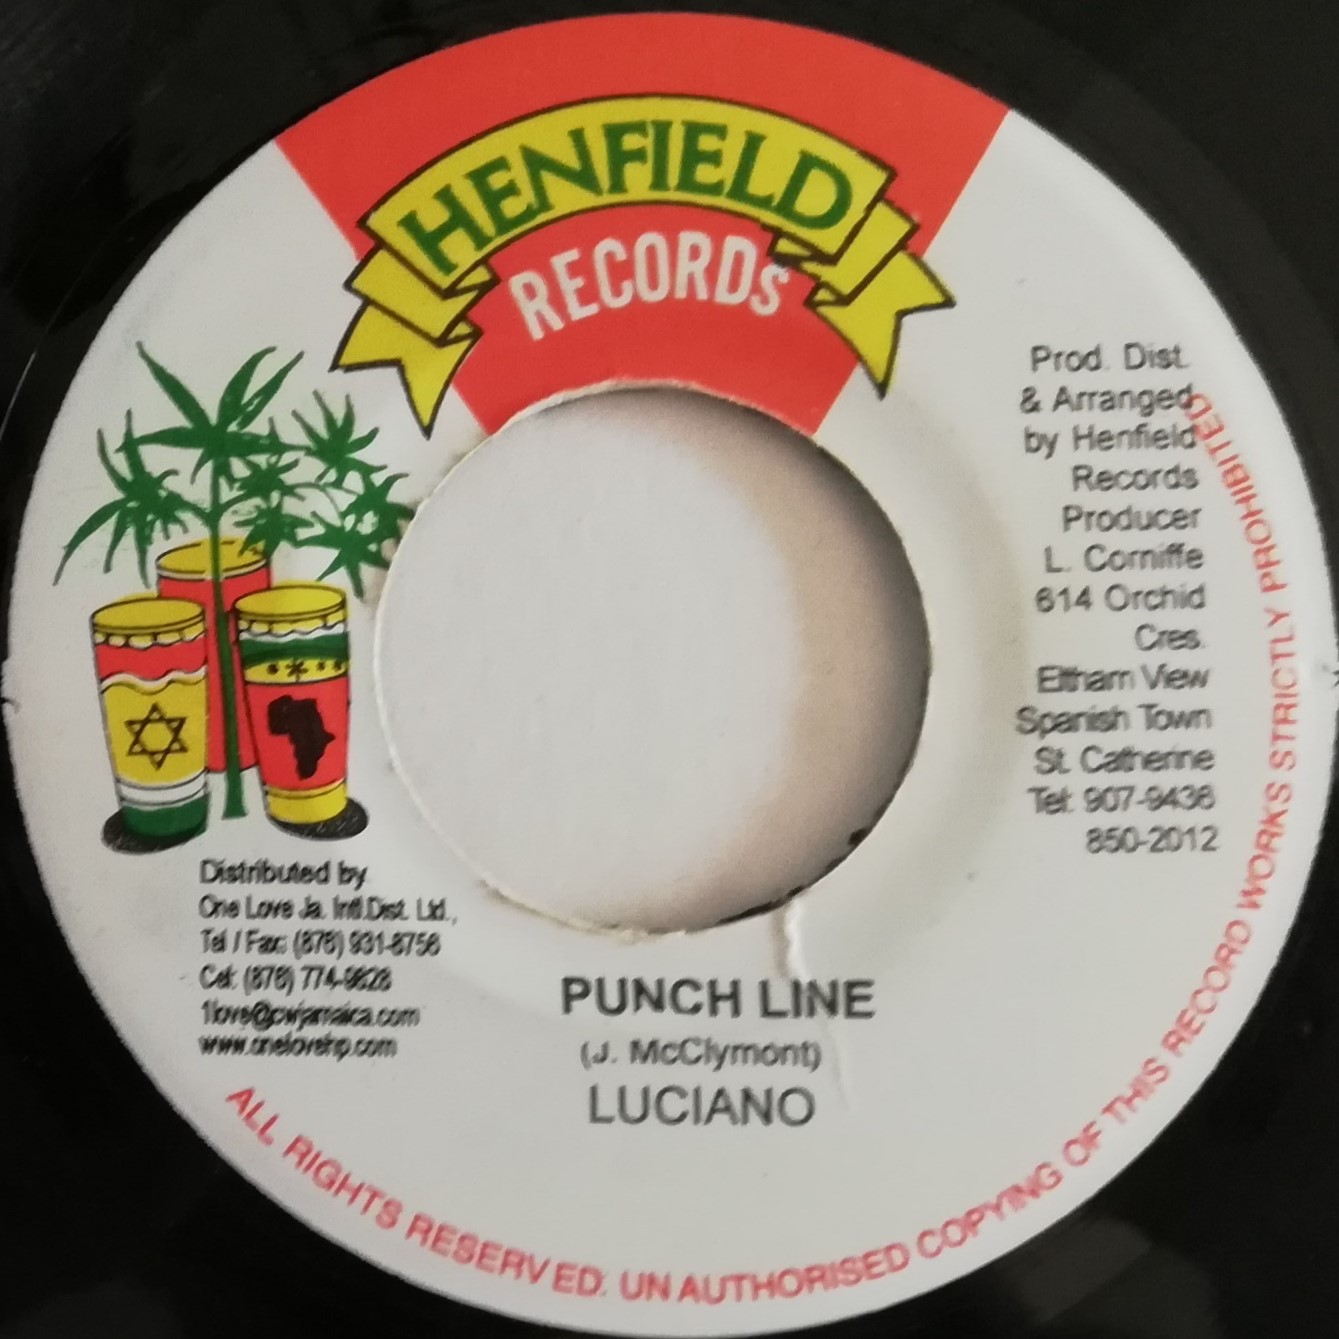 HENFIELD
RECORDS
Prod. Dist.
& Arranged
by Henfield
Records
Producer
L. Corniffe
614 Orchid
Cres.
Eltham View
Spanish Town
St. Catherine
Tel: 907-9436
850-2012
Distributed by
One Love Ja. Intl.Dist. Ltd.,
Tel / Fax: (876) 931-8756
Cel: (876) 774-9828
1love@cwjamaica.com
www.onelovehp.com
PUNCH LINE
(J. McClymont)
LUCIANO
ALL RIGHTS RESERVED. UNAUTHORISED COPYING OF THIS RECORD WORKS STRICTLY PROHIBITED